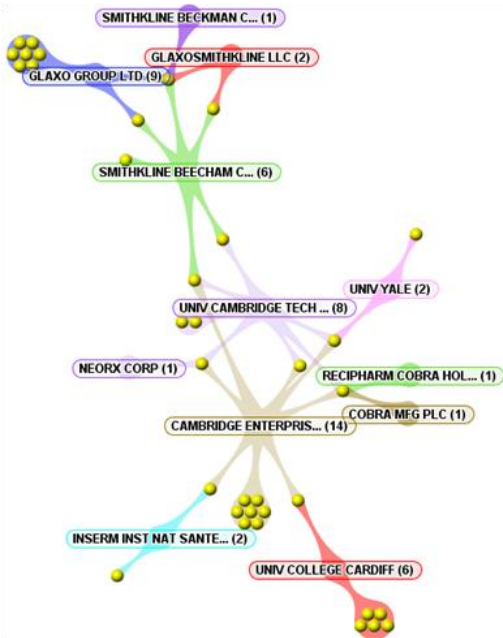 SMITHKLINE BECKMAN C... (1)
GLAXOSMITHKLINE LLC (2)
GLAXO GROUP LTD (9)
SMITHKLINE BEECHAM C... (6)
UNIV YALE (2)
UNIV CAMBRIDGE TECH ... (8)
NEORX CORP (1)
RECIPHARM COBRA HOL... (1)
COBRA MFG PLC (1)
CAMBRIDGE ENTERPRIS... (14)
INSERM INST NAT SANTE... (2)
UNIV COLLEGE CARDIFF (6)